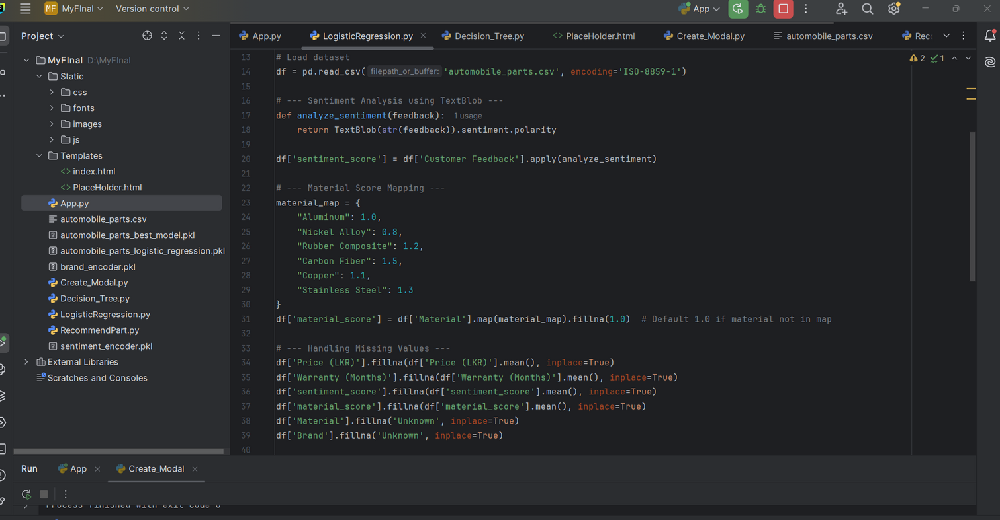 MF MyFInal Version control App
Project
App.py LogisticRegression.py Decision_Tree.py PlaceHolder.html Create_Modal.py automobile_parts.csv Rec
MyFInal D:\MyFInal
Static
css
fonts
images
js
Templates
index.html
PlaceHolder.html
App.py
automobile_parts.csv
automobile_parts_best_model.pkl
automobile_parts_logistic_regression.pkl
brand_encoder.pkl
Create_Modal.py
Decision_Tree.py
LogisticRegression.py
RecommendPart.py
sentiment_encoder.pkl
External Libraries
Scratches and Consoles
2 1
13 # Load dataset
14 df = pd.read_csv( filepath_or_buffer: 'automobile_parts.csv', encoding='ISO-8859-1')
15
16 # --- Sentiment Analysis using TextBlob ---
17 def analyze_sentiment(feedback): 1 usage
18 return TextBlob(str(feedback)).sentiment.polarity
19
20 df['sentiment_score'] = df['Customer Feedback'].apply(analyze_sentiment)
21
22 # --- Material Score Mapping ---
23 material_map = {
24 "Aluminum": 1.0,
25 "Nickel Alloy": 0.8,
26 "Rubber Composite": 1.2,
27 "Carbon Fiber": 1.5,
28 "Copper": 1.1,
29 "Stainless Steel": 1.3
30 }
31 df['material_score'] = df['Material'].map(material_map).fillna(1.0) # Default 1.0 if material not in map
32
33 # --- Handling Missing Values ---
34 df['Price (LKR)'].fillna(df['Price (LKR)'].mean(), inplace=True)
35 df['Warranty (Months)'].fillna(df['Warranty (Months)'].mean(), inplace=True)
36 df['sentiment_score'].fillna(df['sentiment_score'].mean(), inplace=True)
37 df['material_score'].fillna(df['material_score'].mean(), inplace=True)
38 df['Material'].fillna('Unknown', inplace=True)
39 df['Brand'].fillna('Unknown', inplace=True)
40
Run App Create_Modal
Process finished with exit code